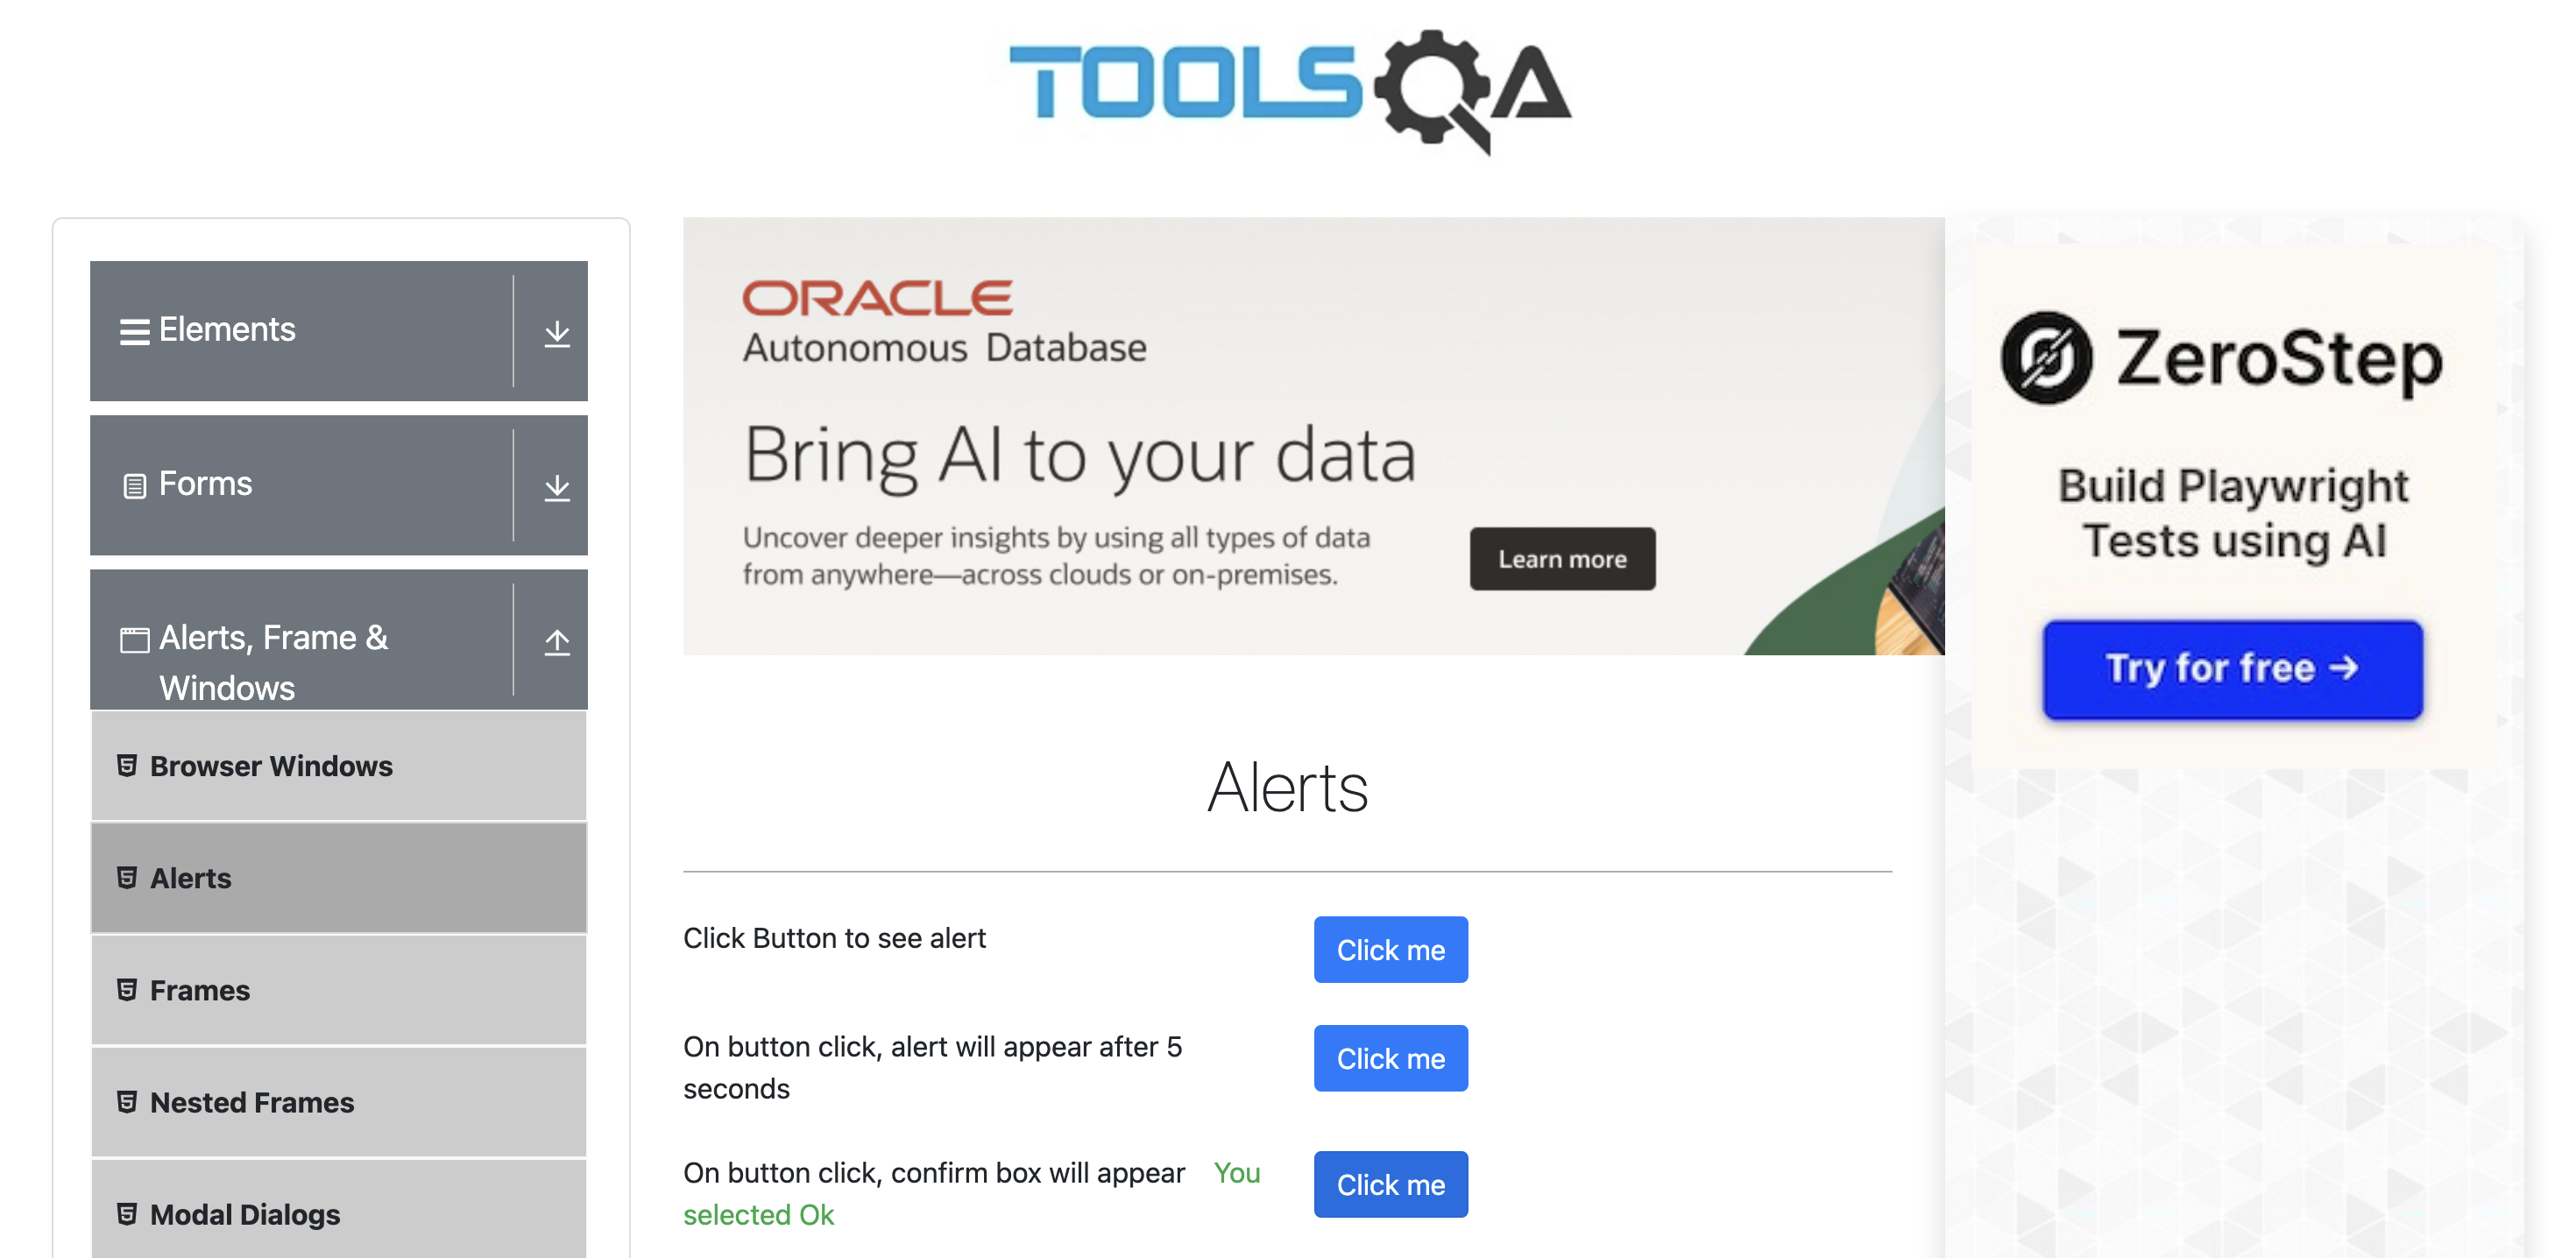 TOOLSQA
Elements
Forms
Alerts, Frame &
Windows
Browser Windows
Alerts
Frames
Nested Frames
Modal Dialogs
ORACLE
Autonomous Database
Bring AI to your data
Uncover deeper insights by using all types of data
from anywhere—across clouds or on-premises.
Learn more
Alerts
Click Button to see alert
Click me
On button click, alert will appear after 5
seconds
Click me
On button click, confirm box will appear You
selected Ok
Click me
ZeroStep
Build Playwright
Tests using AI
Try for free →